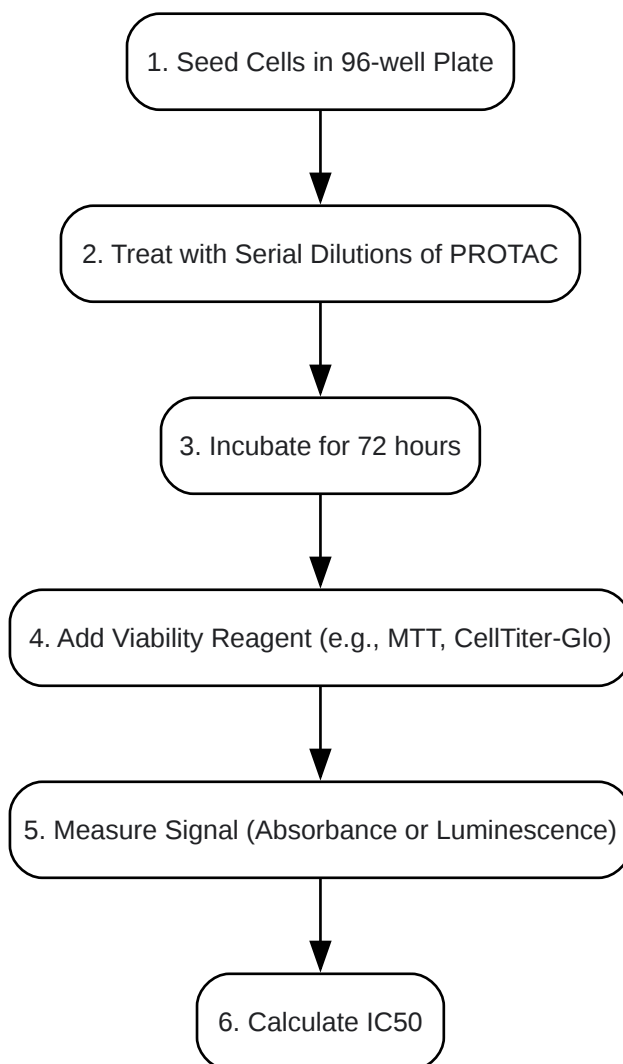 1. Seed Cells in 96-well Plate
2. Treat with Serial Dilutions of PROTAC
3. Incubate for 72 hours
4. Add Viability Reagent (e.g., MTT, CellTiter-Glo)
5. Measure Signal (Absorbance or Luminescence)
6. Calculate IC50